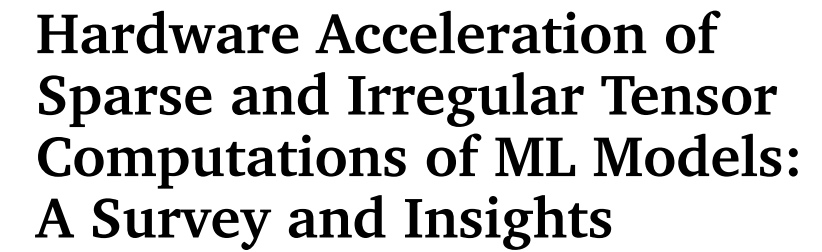 Hardware Acceleration of
Sparse and Irregular Tensor
Computations of ML Models:
A Survey and Insights